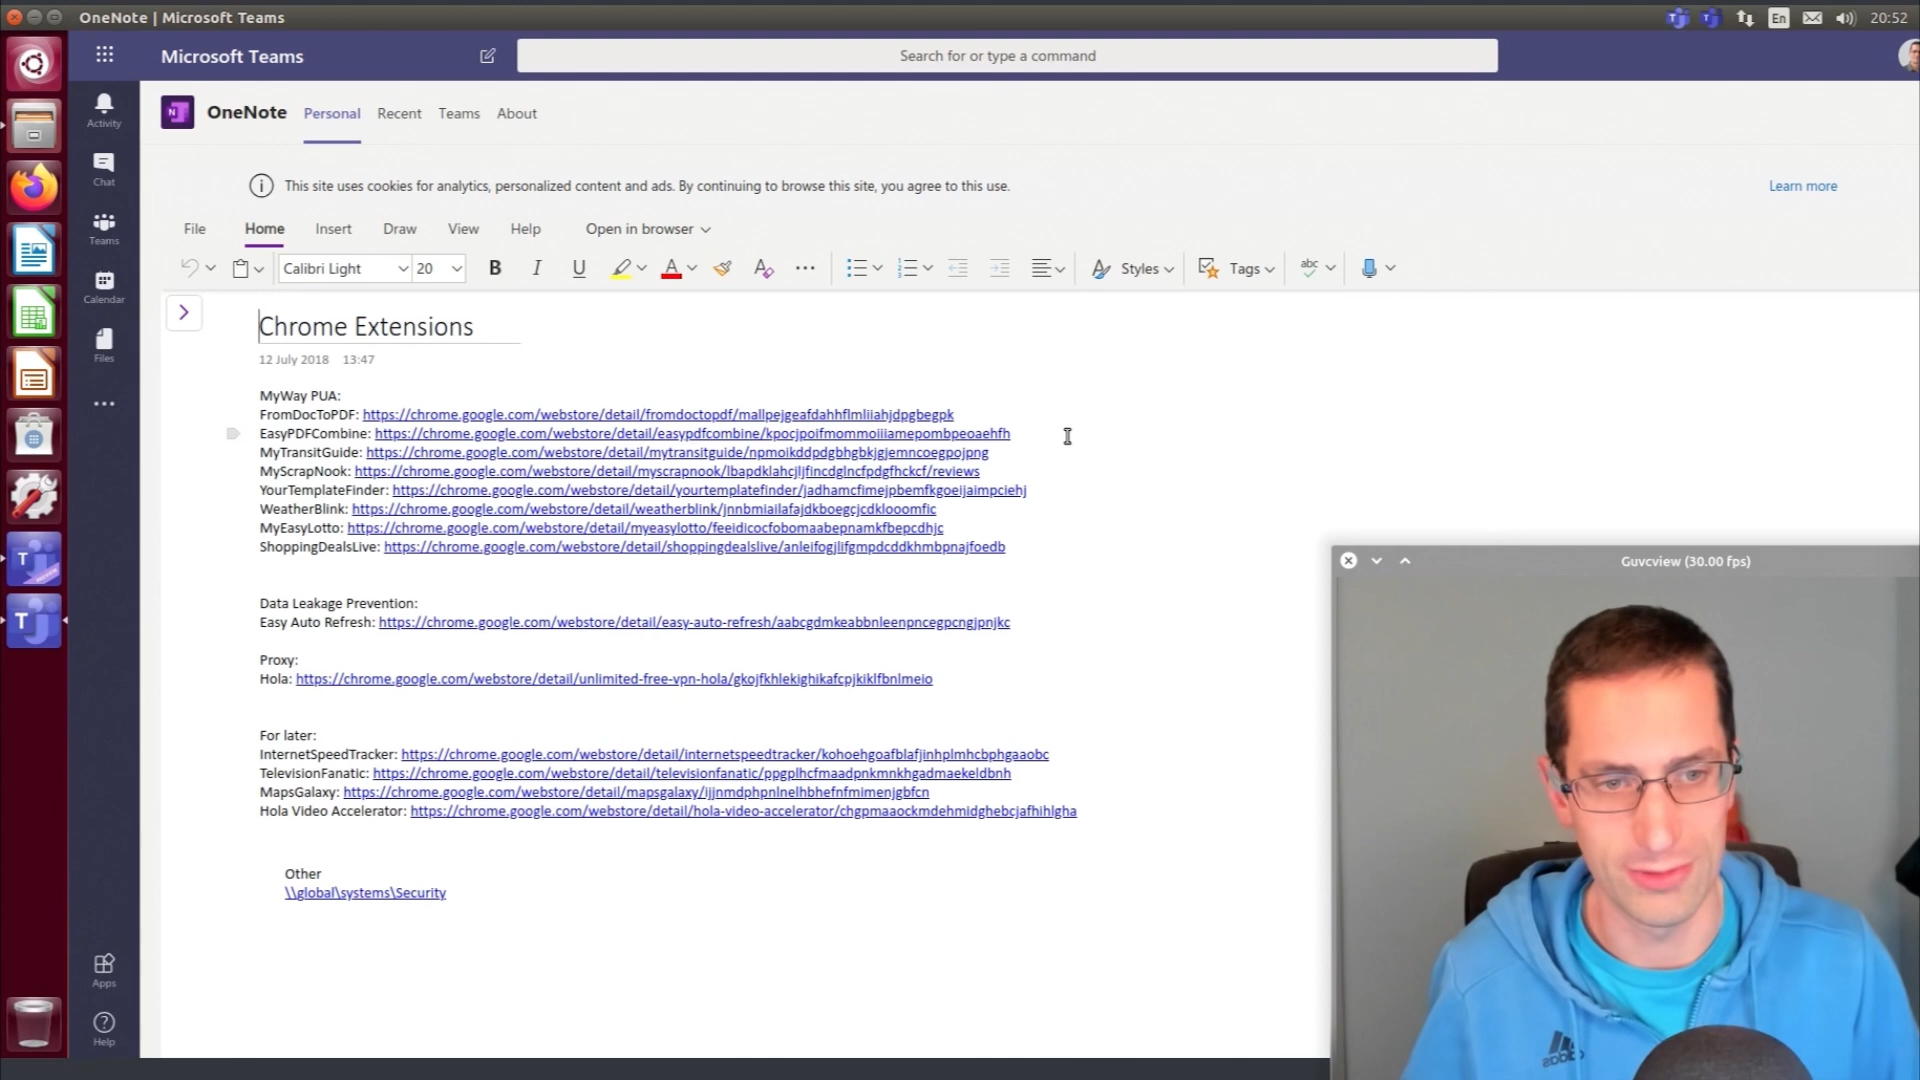 OneNote | Microsoft Teams
En
20:52
Microsoft Teams
Search for or type a command
Activity
Chat
Teams
Calendar
Files
Apps
Help
OneNote Personal Recent Teams About
This site uses cookies for analytics, personalized content and ads. By continuing to browse this site, you agree to this use.
Learn more
File Home Insert Draw View Help Open in browser
Calibri Light 20 B I U A A Styles Tags abc
Chrome Extensions
12 July 2018 13:47
MyWay PUA:
FromDocToPDF: https://chrome.google.com/webstore/detail/fromdoctopdf/mallpejgeafdahhflmliiahjdpgbegpk
EasyPDFCombine: https://chrome.google.com/webstore/detail/easypdfcombine/kpocjpoifmommoiiiamepombpeoaehfh
MyTransitGuide: https://chrome.google.com/webstore/detail/mytransitguide/npmoikddpdgbhgbkjgjemncoegpojpng
MyScrapNook: https://chrome.google.com/webstore/detail/myscrapnook/lbapdklahcjljfincdglncfpdgfhckcf/reviews
YourTemplateFinder: https://chrome.google.com/webstore/detail/yourtemplatefinder/jadhamcfimejpbemfkgoeijaimpciehj
WeatherBlink: https://chrome.google.com/webstore/detail/weatherblink/jnnbmiailafajdkboegcjcdklooomfic
MyEasyLotto: https://chrome.google.com/webstore/detail/myeasylotto/feeidicocfobomaabepnamkfbepcdhjc
ShoppingDealsLive: https://chrome.google.com/webstore/detail/shoppingdealslive/anleifogjlifgmpdcddkhmbpnajfoedb
Data Leakage Prevention:
Easy Auto Refresh: https://chrome.google.com/webstore/detail/easy-auto-refresh/aabcgdmkeabbnleenpncegpcngjpnjkc
Proxy:
Hola: https://chrome.google.com/webstore/detail/unlimited-free-vpn-hola/gkojfkhlekighikafcpjkiklfbnlmeio
For later:
InternetSpeedTracker: https://chrome.google.com/webstore/detail/internetspeedtracker/kohoehgoafblafjinhplmhcbphgaaobc
TelevisionFanatic: https://chrome.google.com/webstore/detail/televisionfanatic/ppgplhcfmaadpnkmnkhgadmaekeldbnh
MapsGalaxy: https://chrome.google.com/webstore/detail/mapsgalaxy/ijjnmdphpnlnelhbhefnfmimenjgbfcn
Hola Video Accelerator: https://chrome.google.com/webstore/detail/hola-video-accelerator/chgpmaaockmdehmidghebcjafhihlgha
Other
\\global\systems\Security
Guvcview (30.00 fps)
adidas